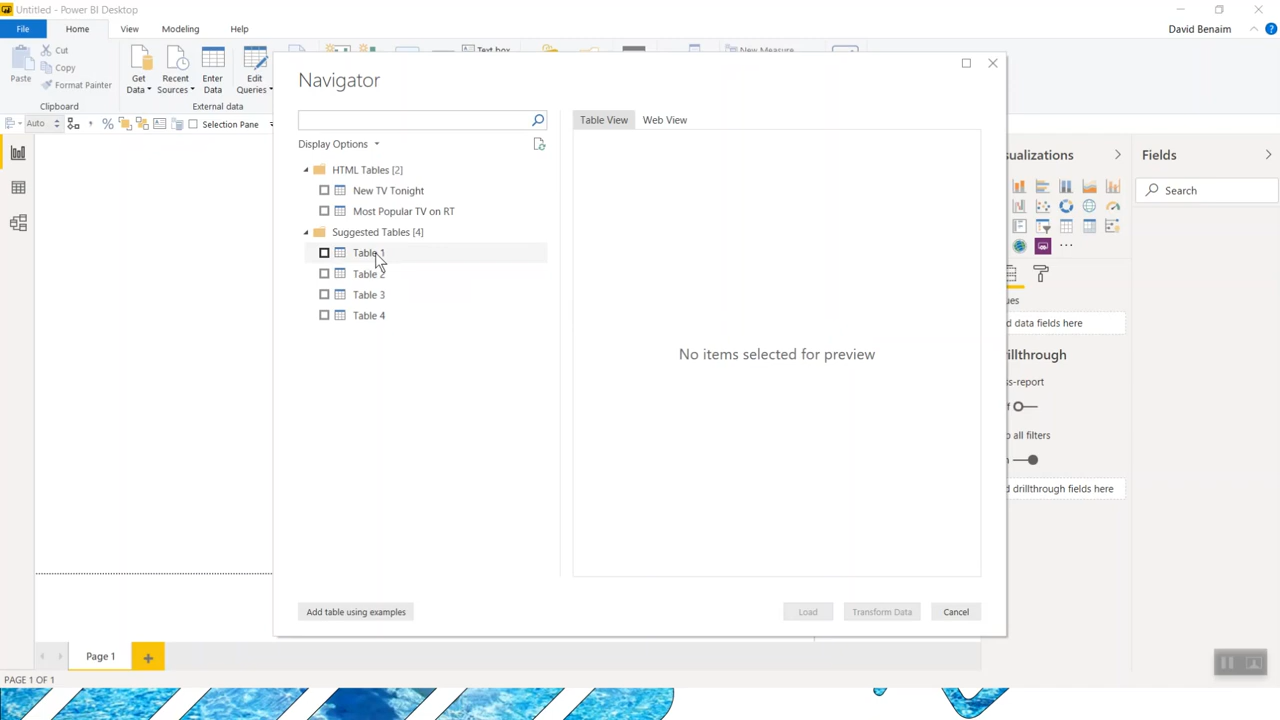 Untitled - Power BI Desktop
File Home View Modeling Help David Benaim
Paste
Cut
Copy
Format Painter
Clipboard
Get Data
Recent Sources
Enter Data
Edit Queries
External data
Text box
New Measure
Auto
Selection Pane
Navigator
Display Options
HTML Tables [2]
New TV Tonight
Most Popular TV on RT
Suggested Tables [4]
Table 1
Table 2
Table 3
Table 4
Table View Web View
No items selected for preview
Add table using examples
Load Transform Data Cancel
sualizations
Fields
Search
ues
d data fields here
illthrough
ss-report
f
p all filters
n
d drillthrough fields here
Page 1
PAGE 1 OF 1